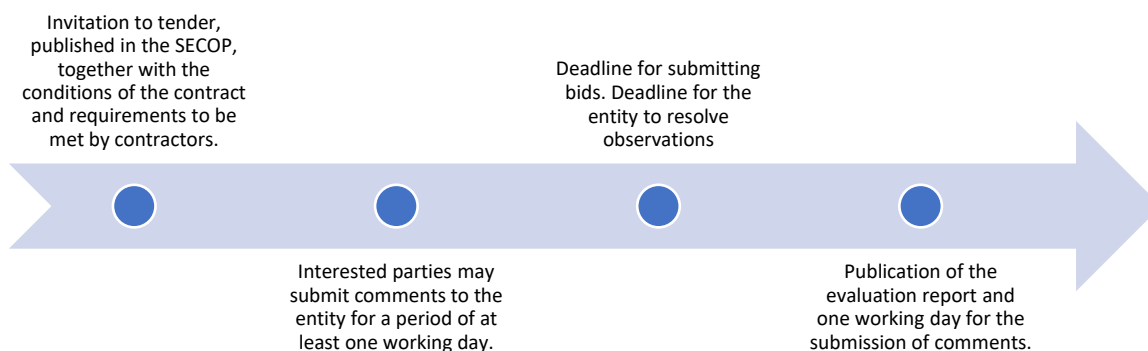 Invitation to tender,
published in the SECOP,
together with the
conditions of the contract
and requirements to be
met by contractors.
Interested parties may
submit comments to the
entity for a period of at
least one working day.
Deadline for submitting
bids. Deadline for the
entity to resolve
observations
Publication of the
evaluation report and
one working day for the
submission of comments.